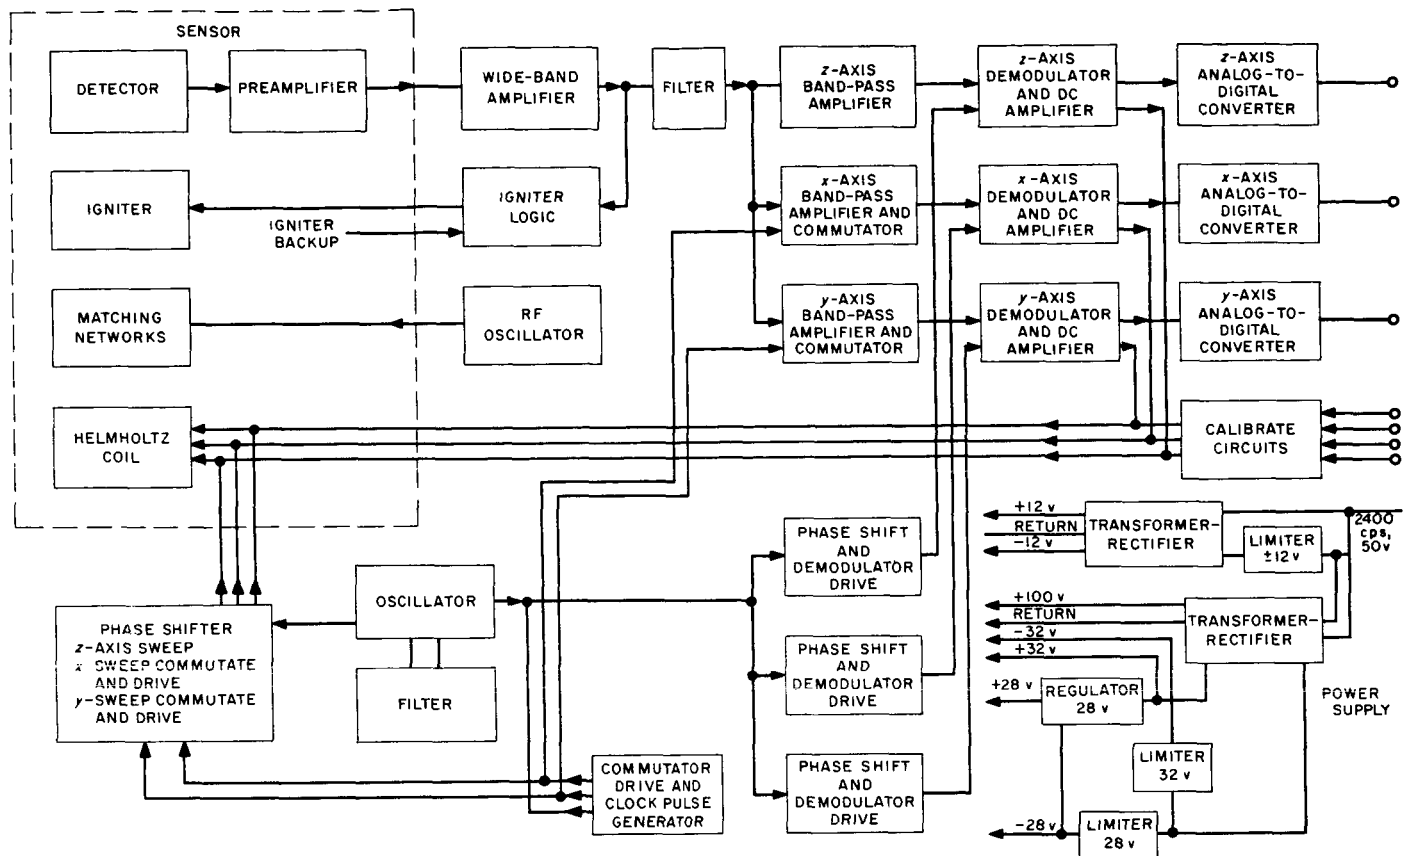 SENSOR
DETECTOR
PREAMPLIFIER
WIDE-BAND
AMPLIFIER
FILTER
z-AXIS
BAND-PASS
AMPLIFIER
z-AXIS
DEMODULATOR
AND DC
AMPLIFIER
z-AXIS
ANALOG-TO-
DIGITAL
CONVERTER
IGNITER
IGNITER
BACKUP
IGNITER
LOGIC
x-AXIS
BAND-PASS
AMPLIFIER AND
COMMUTATOR
x-AXIS
DEMODULATOR
AND DC
AMPLIFIER
x-AXIS
ANALOG-TO-
DIGITAL
CONVERTER
MATCHING
NETWORKS
RF
OSCILLATOR
y-AXIS
BAND-PASS
AMPLIFIER AND
COMMUTATOR
y-AXIS
DEMODULATOR
AND DC
AMPLIFIER
y-AXIS
ANALOG-TO-
DIGITAL
CONVERTER
HELMHOLTZ
COIL
CALIBRATE
CIRCUITS
PHASE SHIFTER
z-AXIS SWEEP
x SWEEP COMMUTATE
AND DRIVE
y-SWEEP COMMUTATE
AND DRIVE
OSCILLATOR
FILTER
COMMUTATOR
DRIVE AND
CLOCK PULSE
GENERATOR
PHASE SHIFT
AND
DEMODULATOR
DRIVE
PHASE SHIFT
AND
DEMODULATOR
DRIVE
PHASE SHIFT
AND
DEMODULATOR
DRIVE
+12 v
RETURN
-12 v
TRANSFORMER-
RECTIFIER
LIMITER
±12 v
2400
cps,
50 v
+100 v
RETURN
-32 v
+32 v
TRANSFORMER-
RECTIFIER
+28 v
REGULATOR
28 v
POWER
SUPPLY
LIMITER
32 v
-28 v
LIMITER
28 v